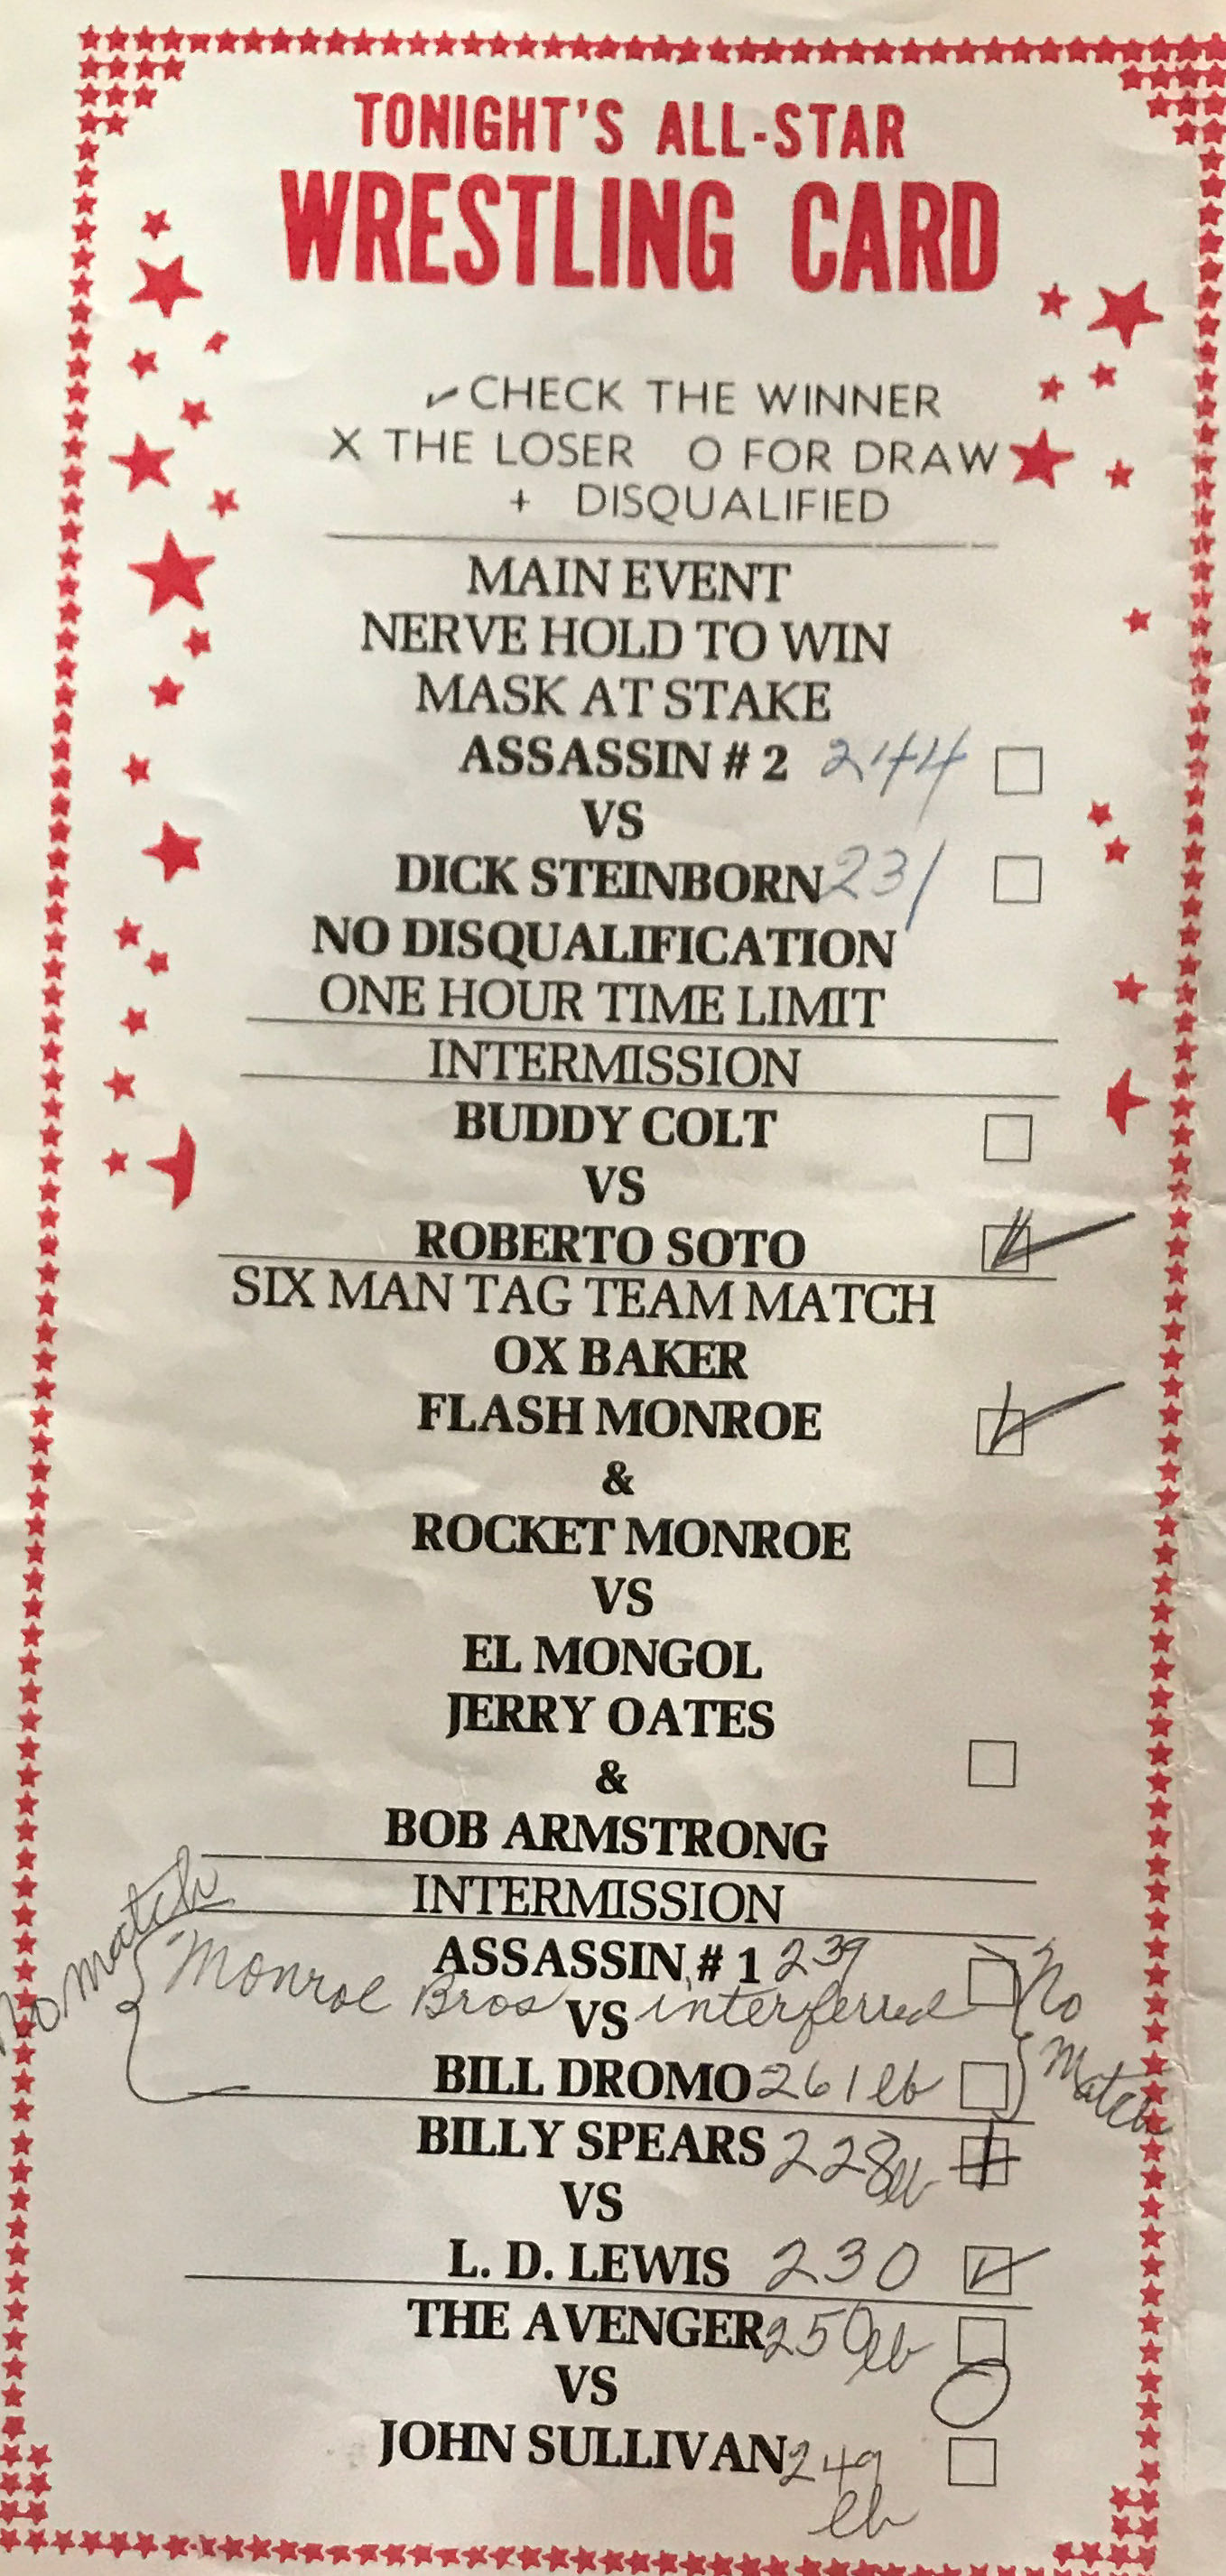 TONIGHT'S ALL-STAR
WRESTLING CARD
✓ CHECK THE WINNER
X THE LOSER O FOR DRAW
+ DISQUALIFIED
MAIN EVENT
NERVE HOLD TO WIN
MASK AT STAKE
ASSASSIN # 2 244
VS
DICK STEINBORN 231
NO DISQUALIFICATION
ONE HOUR TIME LIMIT
INTERMISSION
BUDDY COLT
VS
ROBERTO SOTO ✓
SIX MAN TAG TEAM MATCH
OX BAKER
FLASH MONROE ✓
&
ROCKET MONROE
VS
EL MONGOL
JERRY OATES
&
BOB ARMSTRONG
INTERMISSION
No match
ASSASSIN # 1 239
Monroe Bros interferred
VS
No
Match
BILL DROMO 261 lb
BILLY SPEARS 228 lb +
VS
L. D. LEWIS 230 ✓
THE AVENGER 250 lb
VS O
JOHN SULLIVAN 249
lb